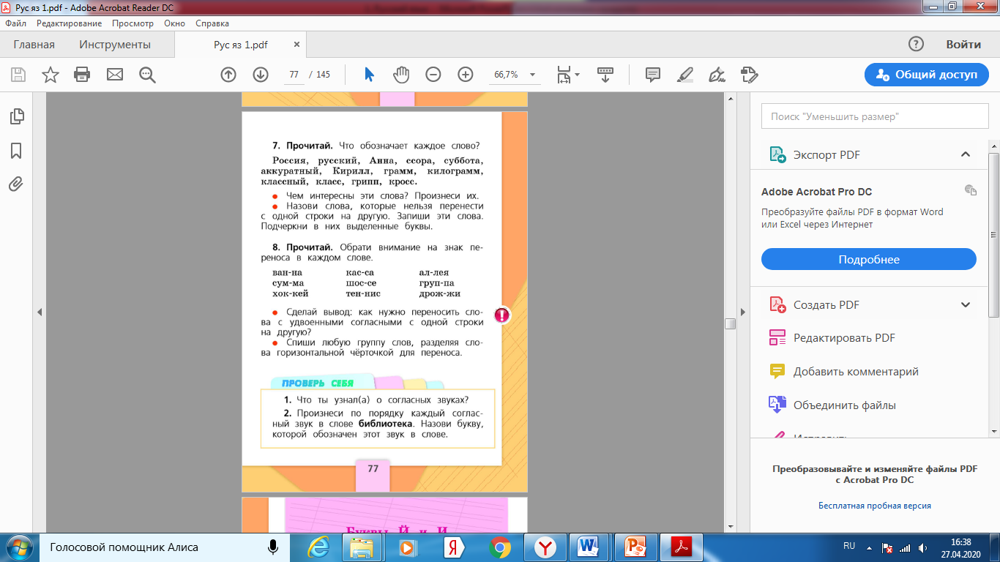 Рус яз 1.pdf - Adobe Acrobat Reader DC
Файл Редактирование Просмотр Окно Справка
Главная Инструменты Рус яз 1.pdf × Войти
77 / 145 66,7% Общий доступ
7. Прочитай. Что обозначает каждое слово?
Россия, русский, Анна, ссора, суббота,
аккуратный, Кирилл, грамм, килограмм,
классный, класс, грипп, кросс.
Чем интересны эти слова? Произнеси их.
Назови слова, которые нельзя перенести
с одной строки на другую. Запиши эти слова.
Подчеркни в них выделенные буквы.
8. Прочитай. Обрати внимание на знак пе-
реноса в каждом слове.
ван-на кас-са ал-лея
сум-ма шос-се груп-па
хок-кей тен-нис дрож-жи
Сделай вывод: как нужно переносить сло-
ва с удвоенными согласными с одной строки
на другую?
Спиши любую группу слов, разделяя сло-
ва горизонтальной чёрточкой для переноса.
ПРОВЕРЬ СЕБЯ
1. Что ты узнал(а) о согласных звуках?
2. Произнеси по порядку каждый соглас-
ный звук в слове библиотека. Назови букву,
которой обозначен этот звук в слове.
77
Буквы Й и И
Поиск "Уменьшить размер"
Экспорт PDF
Adobe Acrobat Pro DC
Преобразуйте файлы PDF в формат Word
или Excel через Интернет
Подробнее
Создать PDF
Редактировать PDF
Добавить комментарий
Объединить файлы
Преобразовывайте и изменяйте файлы PDF
с Acrobat Pro DC
Бесплатная пробная версия
Голосовой помощник Алиса
RU
16:38
27.04.2020